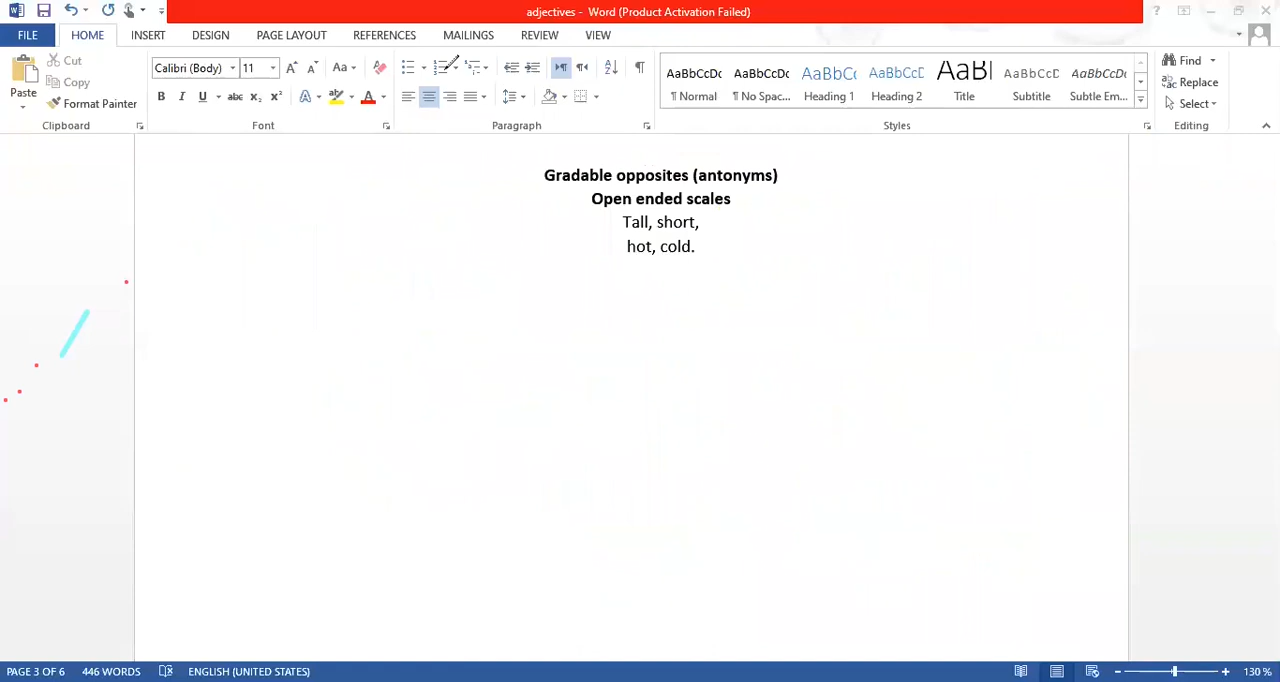 adjectives - Word (Product Activation Failed)
FILE HOME INSERT DESIGN PAGE LAYOUT REFERENCES MAILINGS REVIEW VIEW
Paste
Cut
Copy
Format Painter
Clipboard
Calibri (Body) 11
Font
Paragraph
AaBbCcDc AaBbCcDc AaBbCc AaBbCcD AaBl AaBbCcD AaBbCcDc
¶ Normal ¶ No Spac... Heading 1 Heading 2 Title Subtitle Subtle Em...
Styles
Find
Replace
Select
Editing
Gradable opposites (antonyms)
Open ended scales
Tall, short,
hot, cold.
PAGE 3 OF 6 446 WORDS ENGLISH (UNITED STATES) 130 %